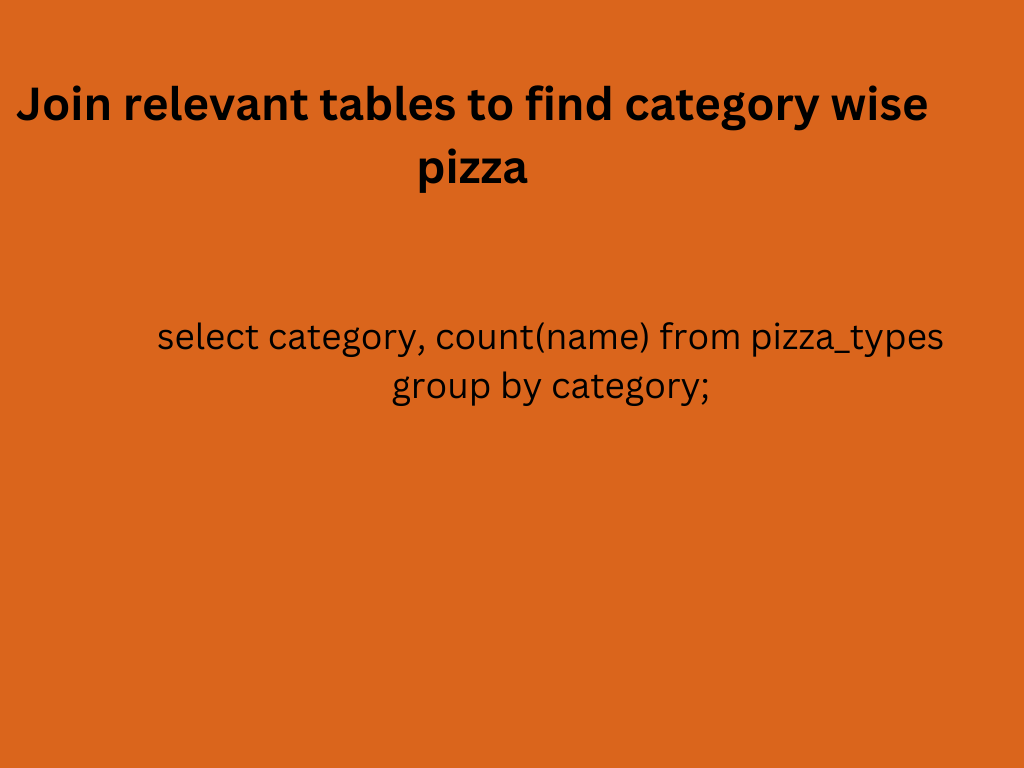 Join relevant tables to find category wise
pizza
select category, count(name) from pizza_types
group by category;